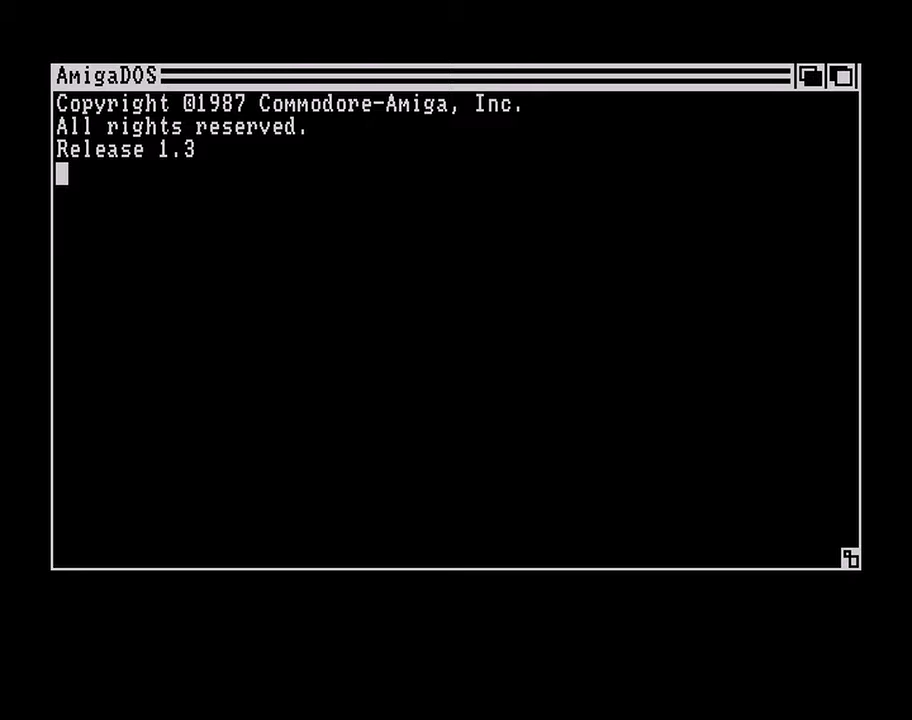 AmigaDOS
Copyright ©1987 Commodore-Amiga, Inc.
All rights reserved.
Release 1.3